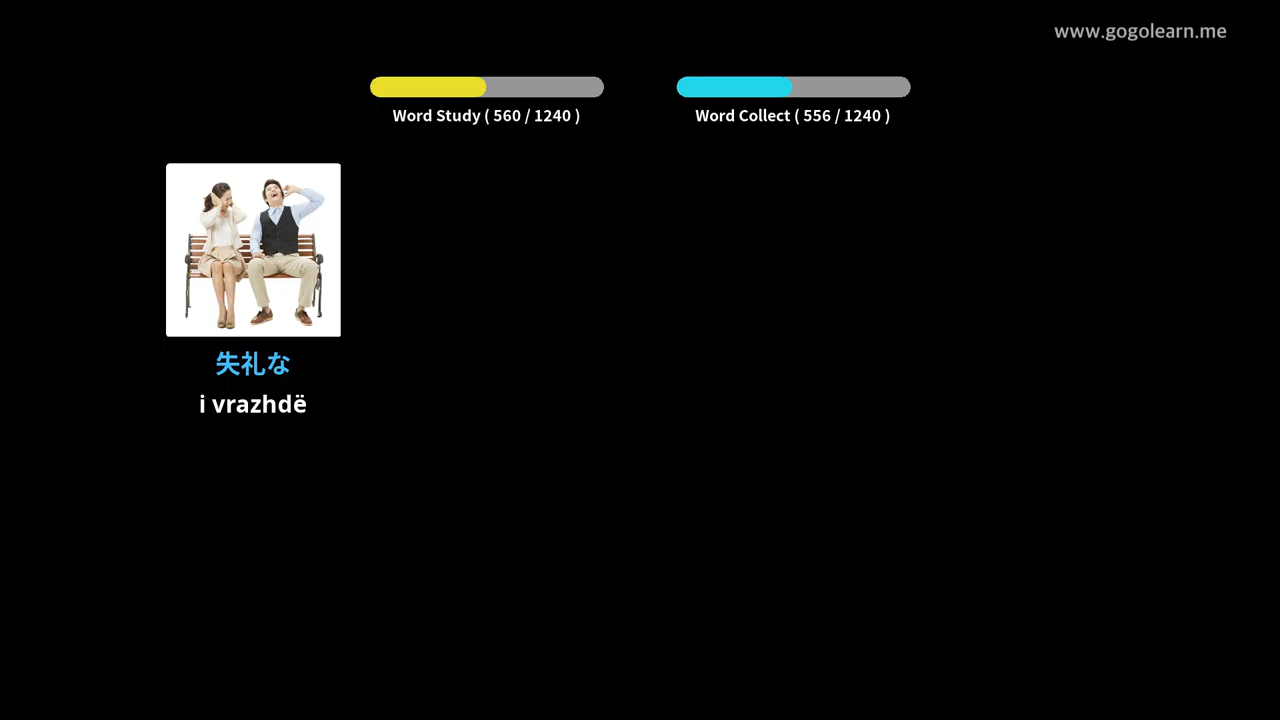 www.gogolearn.me
Word Study ( 560 / 1240 )
Word Collect ( 556 / 1240 )
失礼な
i vrazhdë